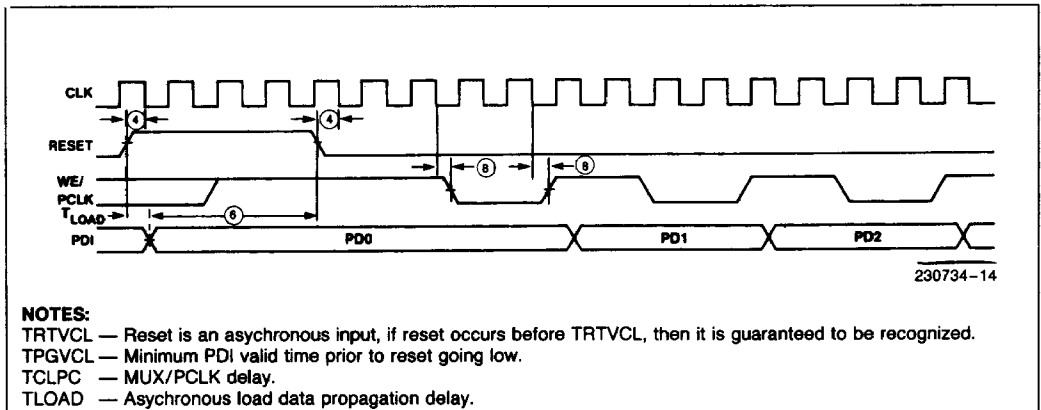 CLK
④ ④
RESET
⑧ ⑧
WE/
PCLK
TLOAD ⑥
PDI PD0 PD1 PD2
230734-14
NOTES:
TRTVCL — Reset is an asychronous input, if reset occurs before TRTVCL, then it is guaranteed to be recognized.
TPGVCL — Minimum PDI valid time prior to reset going low.
TCLPC — MUX/PCLK delay.
TLOAD — Asychronous load data propagation delay.